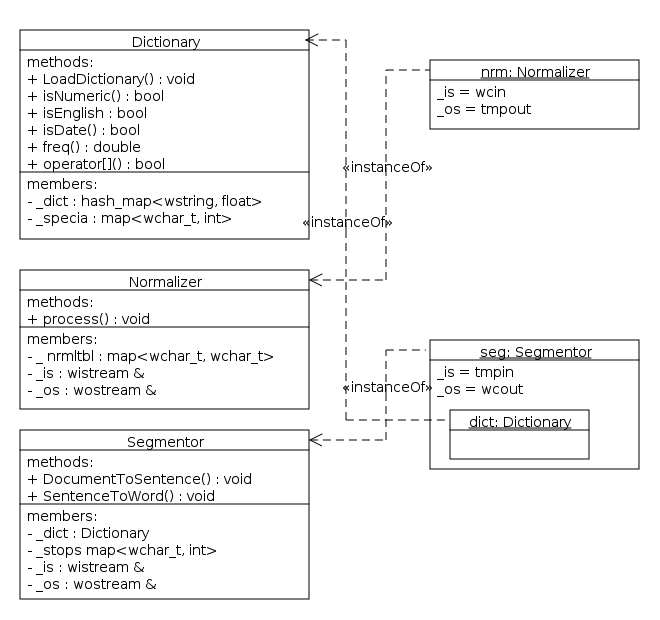 Dictionary
methods:
+ LoadDictionary() : void
+ isNumeric() : bool
+ isEnglish : bool
+ isDate() : bool
+ freq() : double
+ operator[]() : bool
members:
- _dict : hash_map<wstring, float>
- _specia : map<wchar_t, int>
nrm: Normalizer
_is = wcin
_os = tmpout
«instanceOf»
«instanceOf»
Normalizer
methods:
+ process() : void
members:
- _ nrmltbl : map<wchar_t, wchar_t>
- _is : wistream &
- _os : wostream &
seg: Segmentor
_is = tmpin
_os = wcout
«instanceOf»
dict: Dictionary
Segmentor
methods:
+ DocumentToSentence() : void
+ SentenceToWord() : void
members:
- _dict : Dictionary
- _stops map<wchar_t, int>
- _is : wistream &
- _os : wostream &